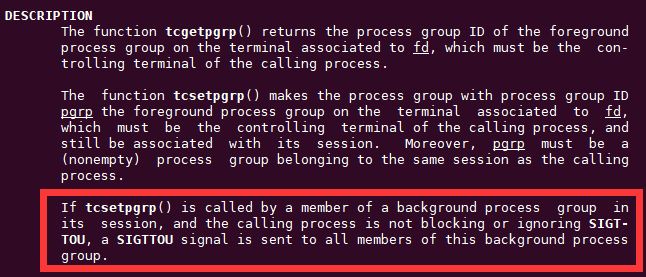 DESCRIPTION
The function tcgetpgrp() returns the process group ID of the foreground
process group on the terminal associated to fd, which must be the con-
trolling terminal of the calling process.
The function tcsetpgrp() makes the process group with process group ID
pgrp the foreground process group on the terminal associated to fd,
which must be the controlling terminal of the calling process, and
still be associated with its session. Moreover, pgrp must be a
(nonempty) process group belonging to the same session as the calling
process.
If tcsetpgrp() is called by a member of a background process group in
its session, and the calling process is not blocking or ignoring SIGT-
TOU, a SIGTTOU signal is sent to all members of this background process
group.